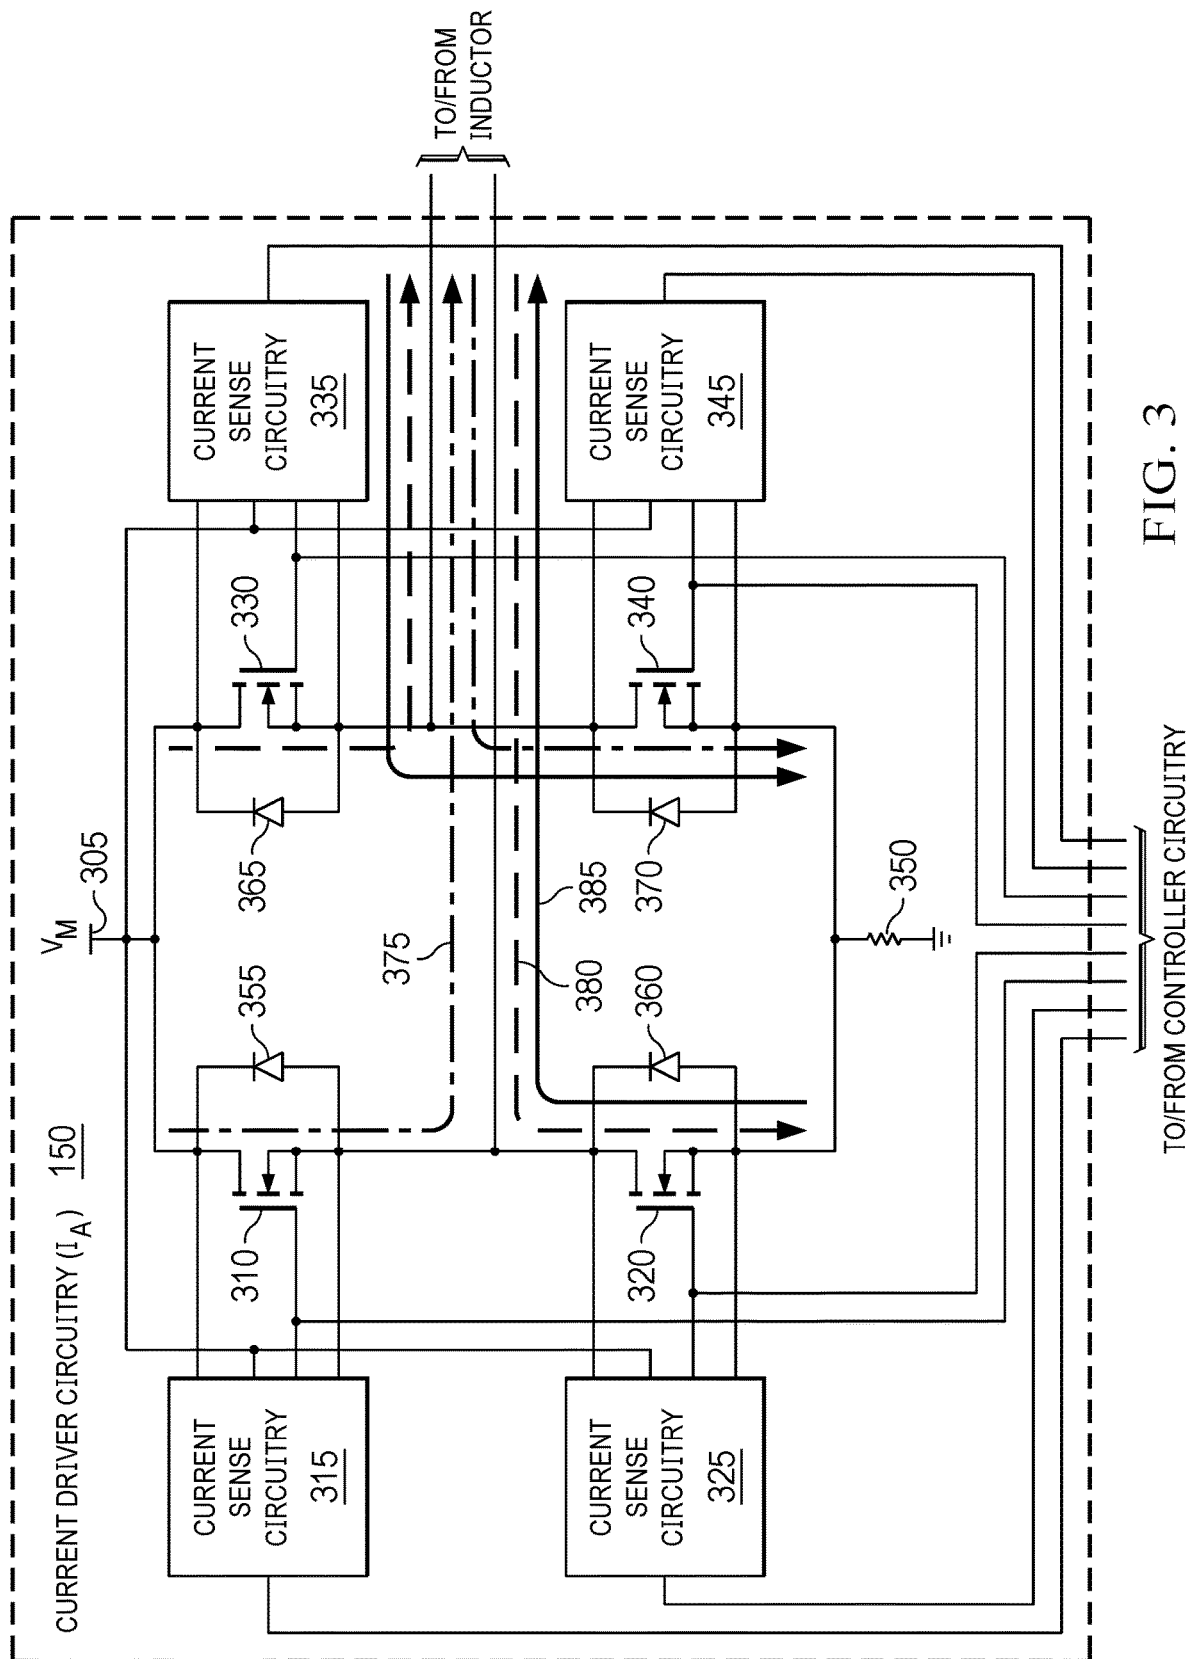 CURRENT DRIVER CIRCUITRY (IA) 150
VM
305
CURRENT
SENSE
CIRCUITRY
315
310
355
365
330
CURRENT
SENSE
CIRCUITRY
335
375
TO/FROM
INDUCTOR
380
385
CURRENT
SENSE
CIRCUITRY
325
320
360
370
340
CURRENT
SENSE
CIRCUITRY
345
350
TO/FROM CONTROLLER CIRCUITRY
FIG. 3